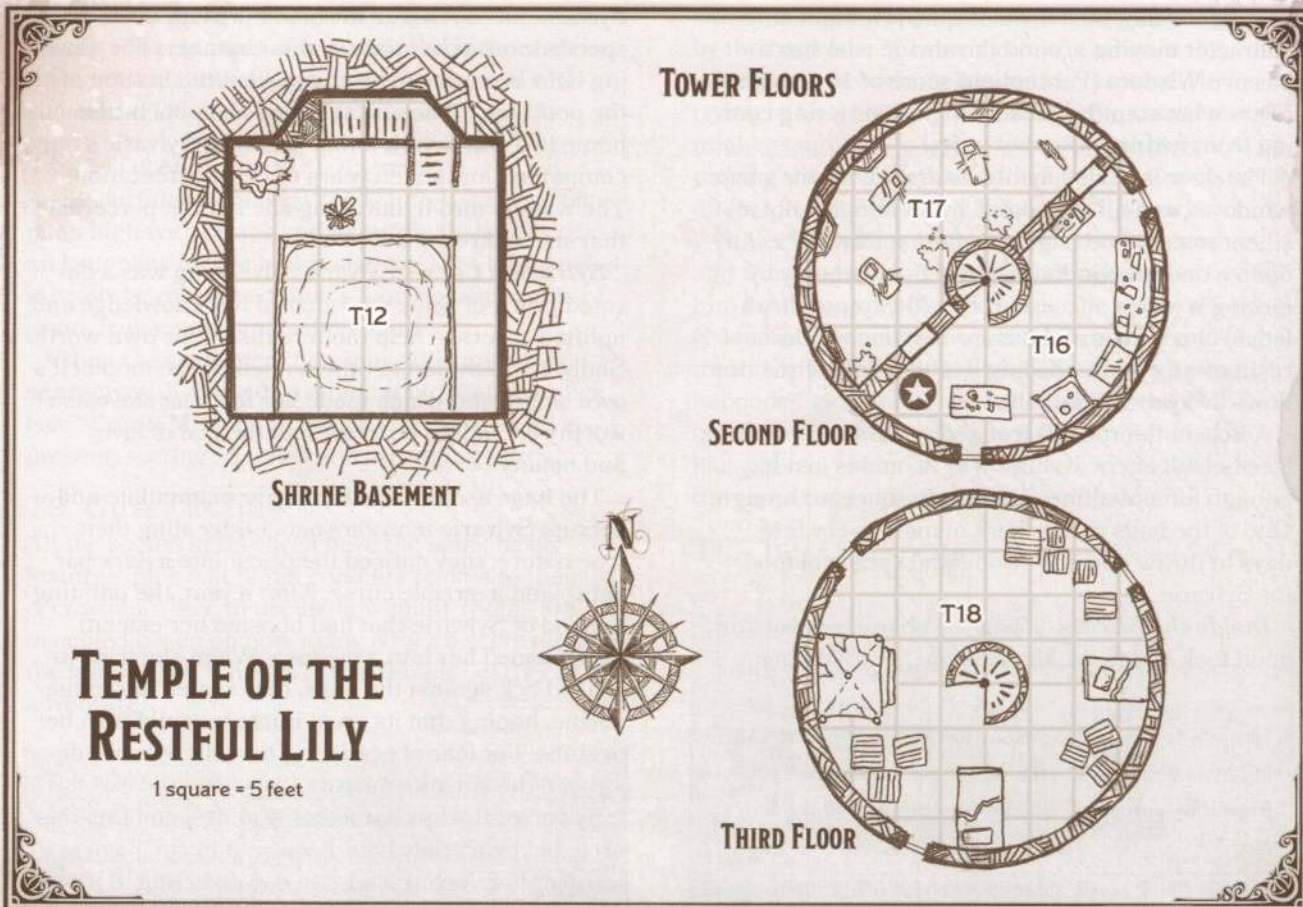 TOWER FLOORS
T12
T17
T16
SECOND FLOOR
SHRINE BASEMENT
N
T18
TEMPLE OF THE
RESTFUL LILY
1 square = 5 feet
THIRD FLOOR